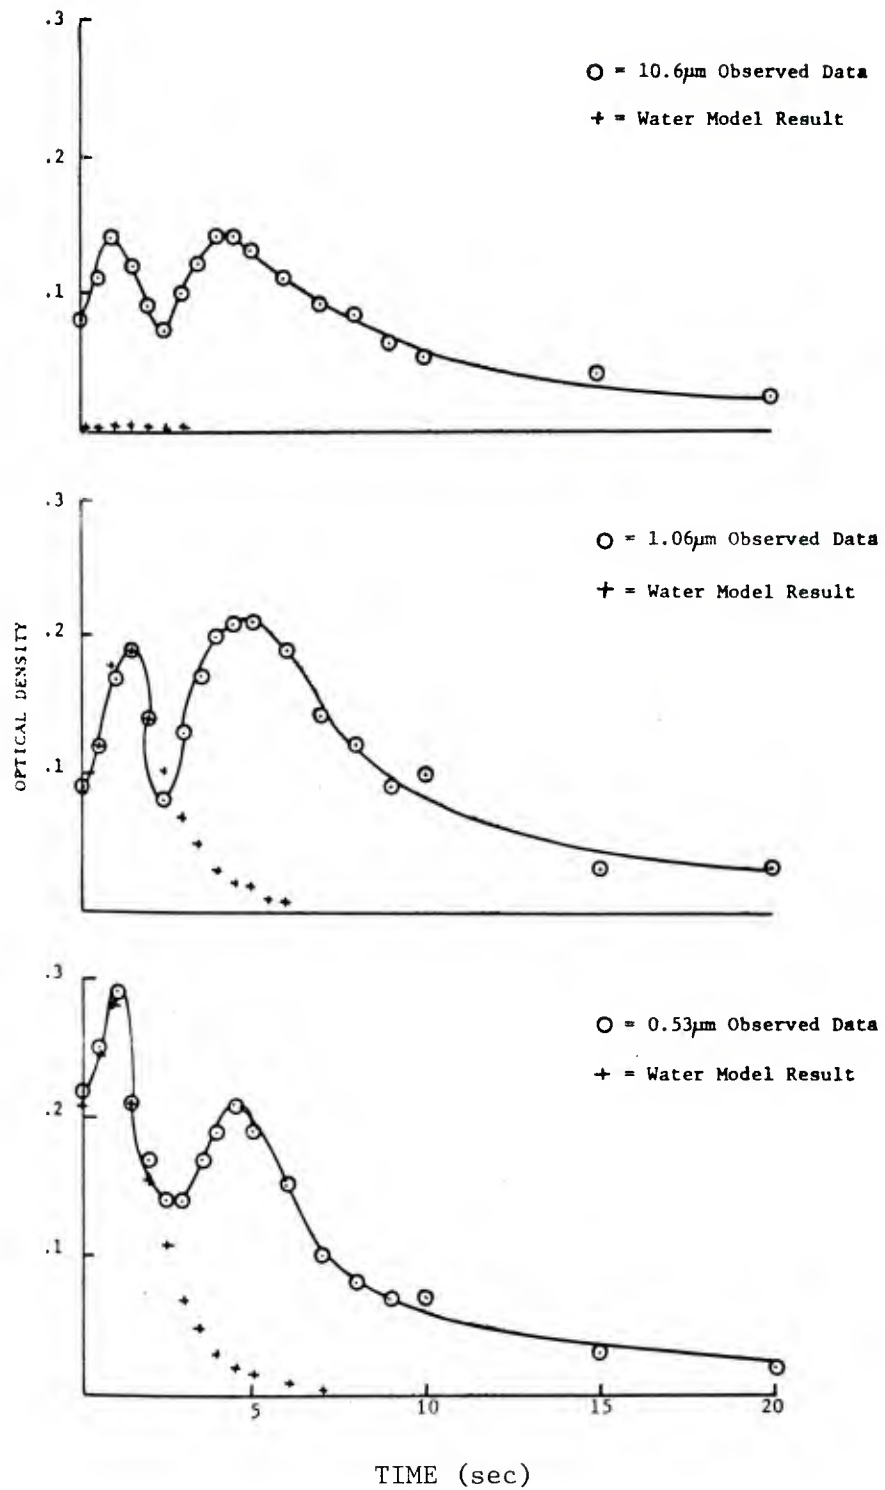 .3
O = 10.6μm Observed Data
+ = Water Model Result
.2
.1
.3
O = 1.06μm Observed Data
+ = Water Model Result
.2
.1
OPTICAL DENSITY
.3
O = 0.53μm Observed Data
+ = Water Model Result
.2
.1
5 10 15 20
TIME (sec)